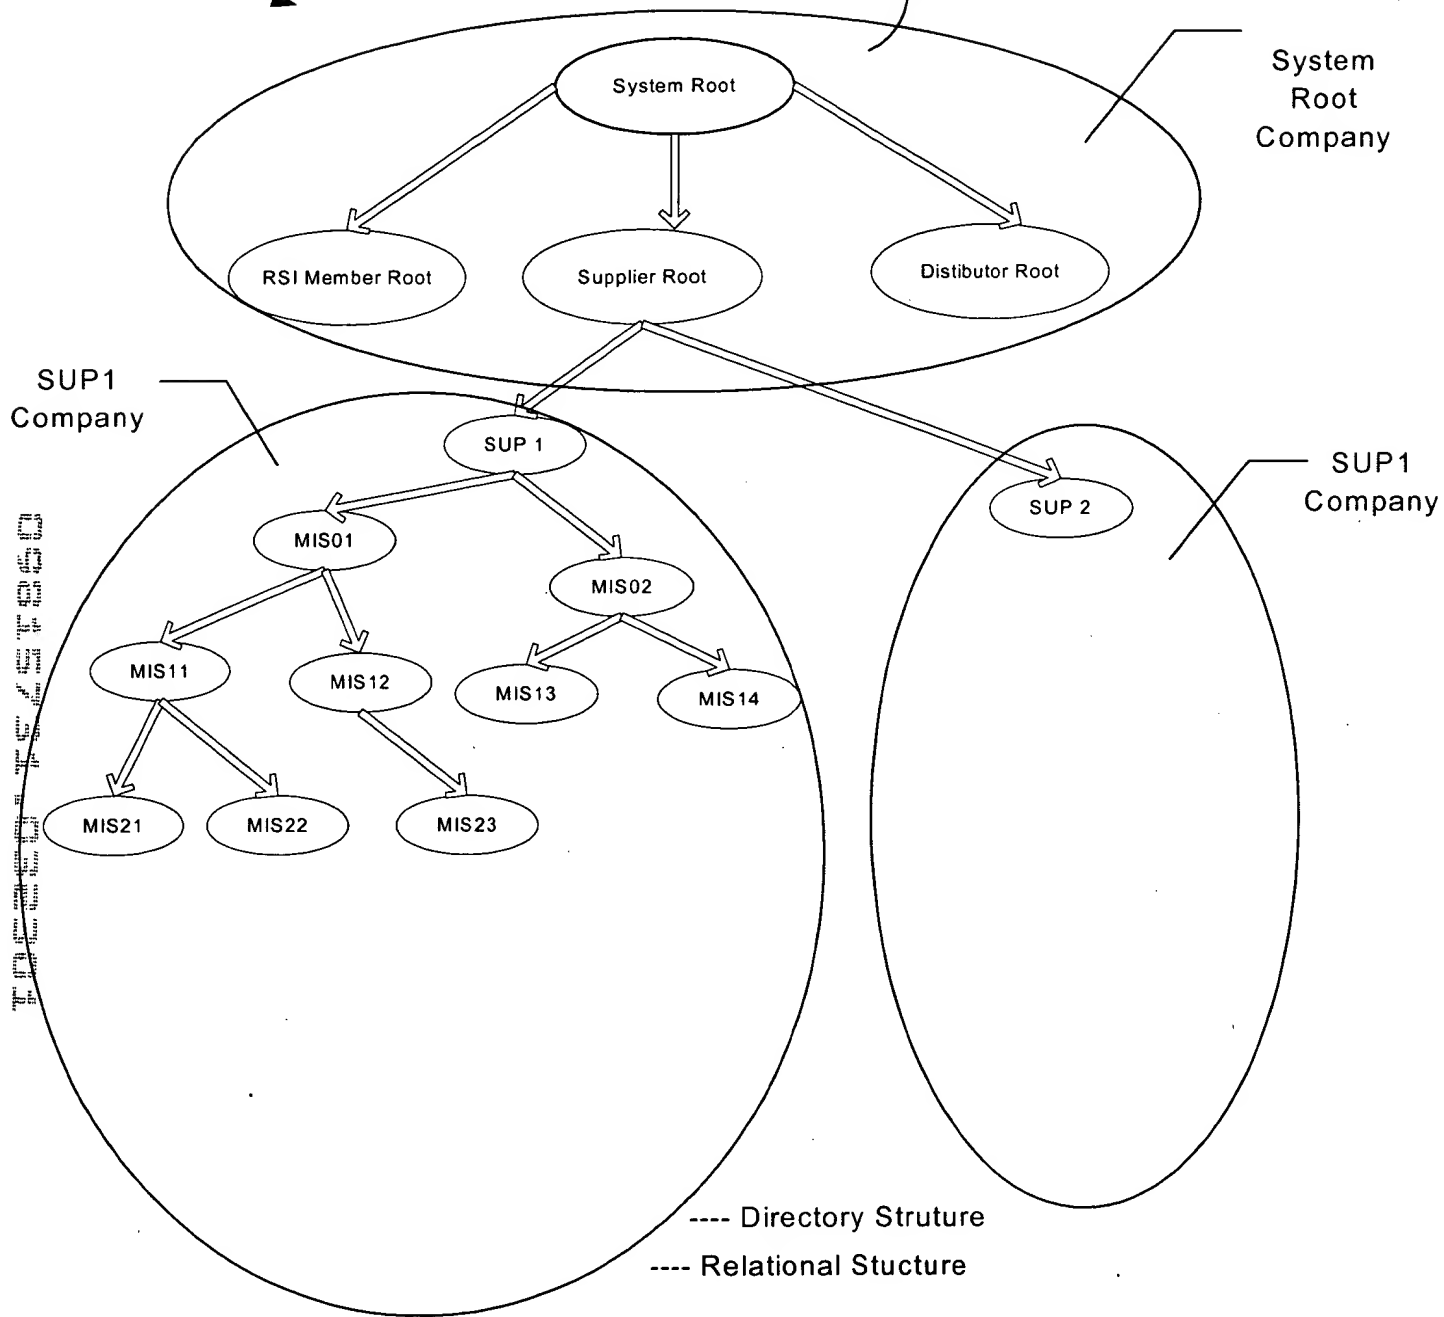 System Root
System
Root
Company
RSI Member Root
Supplier Root
Distibutor Root
SUP1
Company
SUP 1
SUP1
Company
SUP 2
MIS01
MIS02
MIS11
MIS12
MIS13
MIS14
MIS21
MIS22
MIS23
---- Directory Struture
---- Relational Stucture